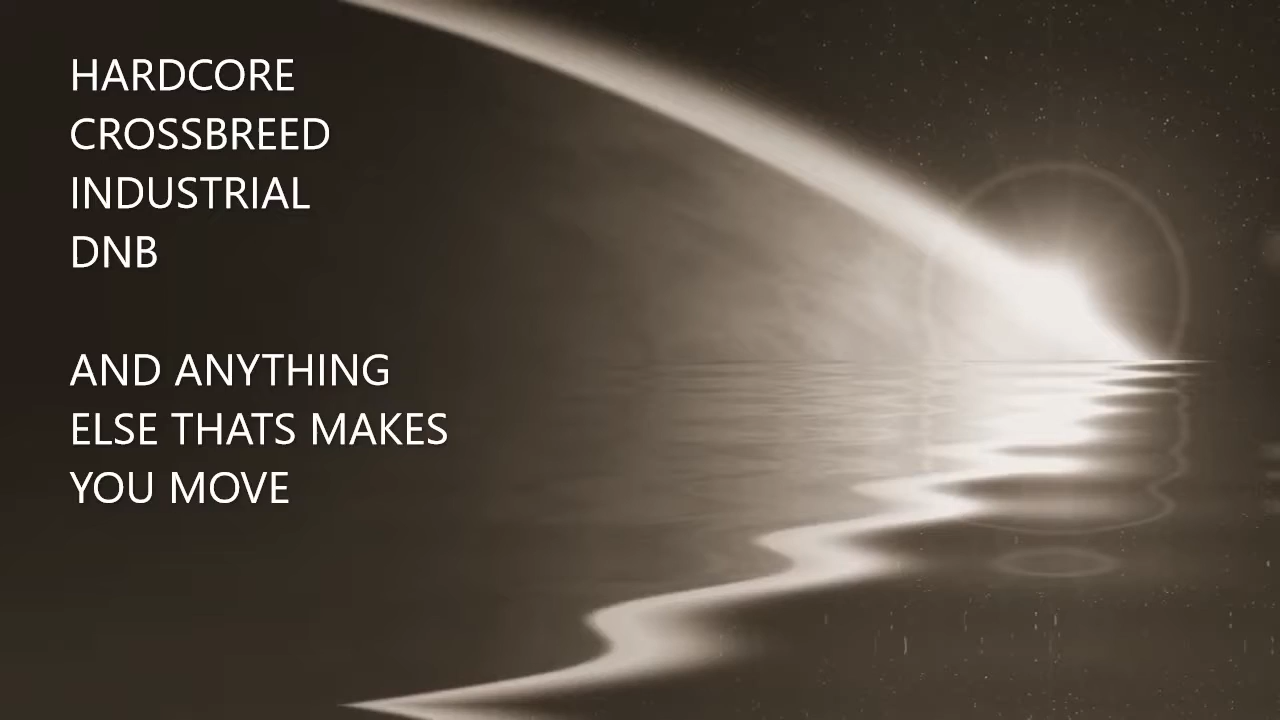 HARDCORE
CROSSBREED
INDUSTRIAL
DNB
AND ANYTHING
ELSE THATS MAKES
YOU MOVE